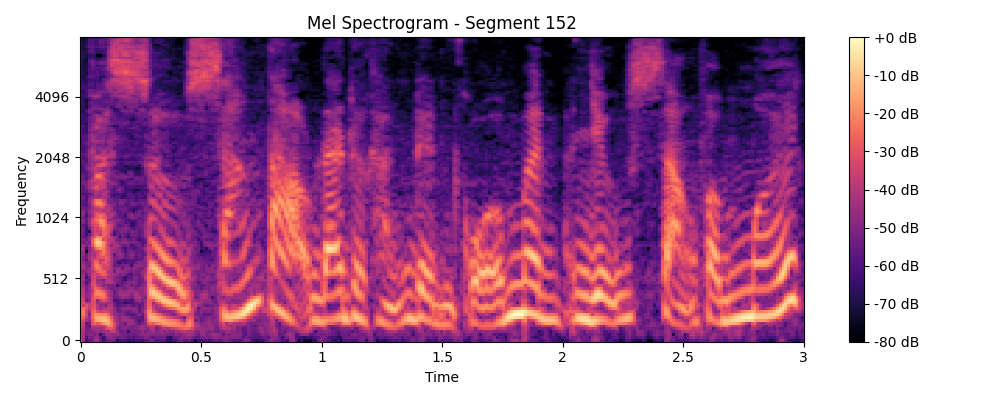 Mel Spectrogram - Segment 152
Frequency
4096
2048
1024
512
0
0
0.5
1
1.5
2
2.5
3
Time
+0 dB
-10 dB
-20 dB
-30 dB
-40 dB
-50 dB
-60 dB
-70 dB
-80 dB